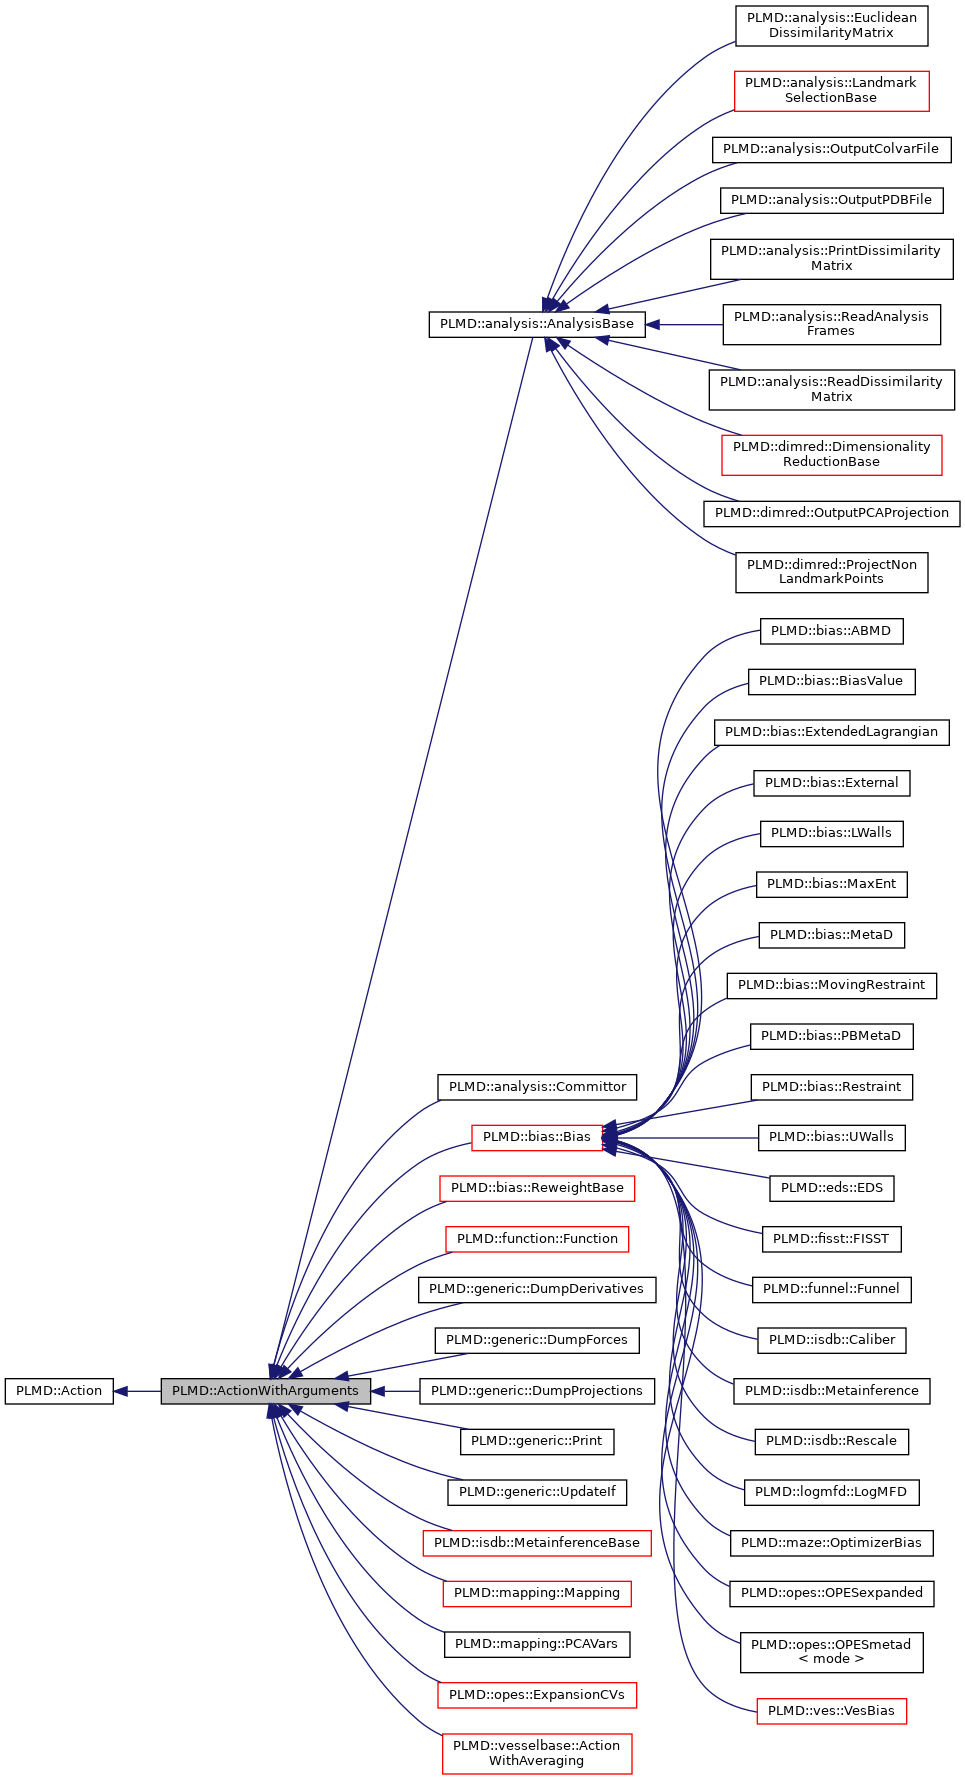 PLMD::analysis::Euclidean
DissimilarityMatrix
PLMD::analysis::Landmark
SelectionBase
PLMD::analysis::OutputColvarFile
PLMD::analysis::OutputPDBFile
PLMD::analysis::PrintDissimilarity
Matrix
PLMD::analysis::AnalysisBase
PLMD::analysis::ReadAnalysis
Frames
PLMD::analysis::ReadDissimilarity
Matrix
PLMD::dimred::Dimensionality
ReductionBase
PLMD::dimred::OutputPCAProjection
PLMD::dimred::ProjectNon
LandmarkPoints
PLMD::bias::ABMD
PLMD::bias::BiasValue
PLMD::bias::ExtendedLagrangian
PLMD::bias::External
PLMD::bias::LWalls
PLMD::bias::MaxEnt
PLMD::bias::MetaD
PLMD::bias::MovingRestraint
PLMD::bias::PBMetaD
PLMD::analysis::Committor
PLMD::bias::Restraint
PLMD::bias::Bias
PLMD::bias::UWalls
PLMD::bias::ReweightBase
PLMD::eds::EDS
PLMD::function::Function
PLMD::fisst::FISST
PLMD::generic::DumpDerivatives
PLMD::funnel::Funnel
PLMD::generic::DumpForces
PLMD::isdb::Caliber
PLMD::Action
PLMD::ActionWithArguments
PLMD::generic::DumpProjections
PLMD::isdb::Metainference
PLMD::generic::Print
PLMD::isdb::Rescale
PLMD::generic::UpdateIf
PLMD::logmfd::LogMFD
PLMD::isdb::MetainferenceBase
PLMD::maze::OptimizerBias
PLMD::mapping::Mapping
PLMD::opes::OPESexpanded
PLMD::mapping::PCAVars
PLMD::opes::OPESmetad
< mode >
PLMD::opes::ExpansionCVs
PLMD::ves::VesBias
PLMD::vesselbase::Action
WithAveraging